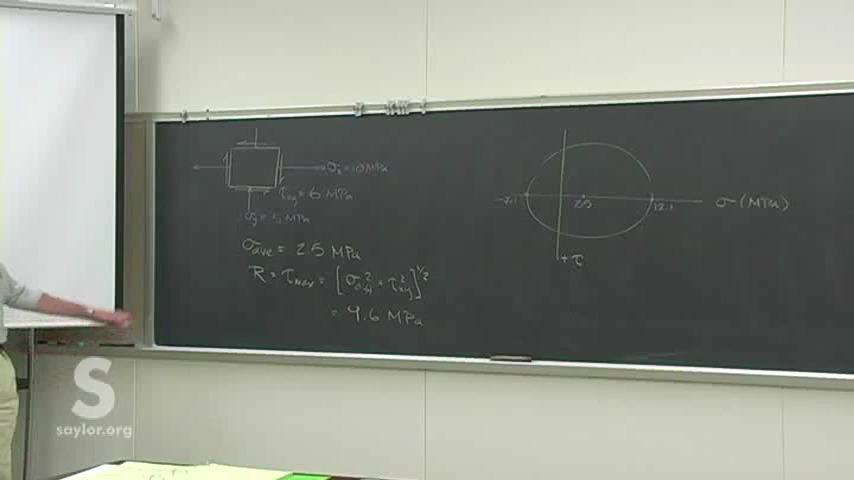 σx = 10 MPa
τxy = 6 MPa
σy = 5 MPa
σave = 2.5 MPa
R = τmax = [σdiff² + τxy²]^1/2
= 9.6 MPa
-7.1
2.5
12.1
σ (MPa)
+τ
S
saylor.org